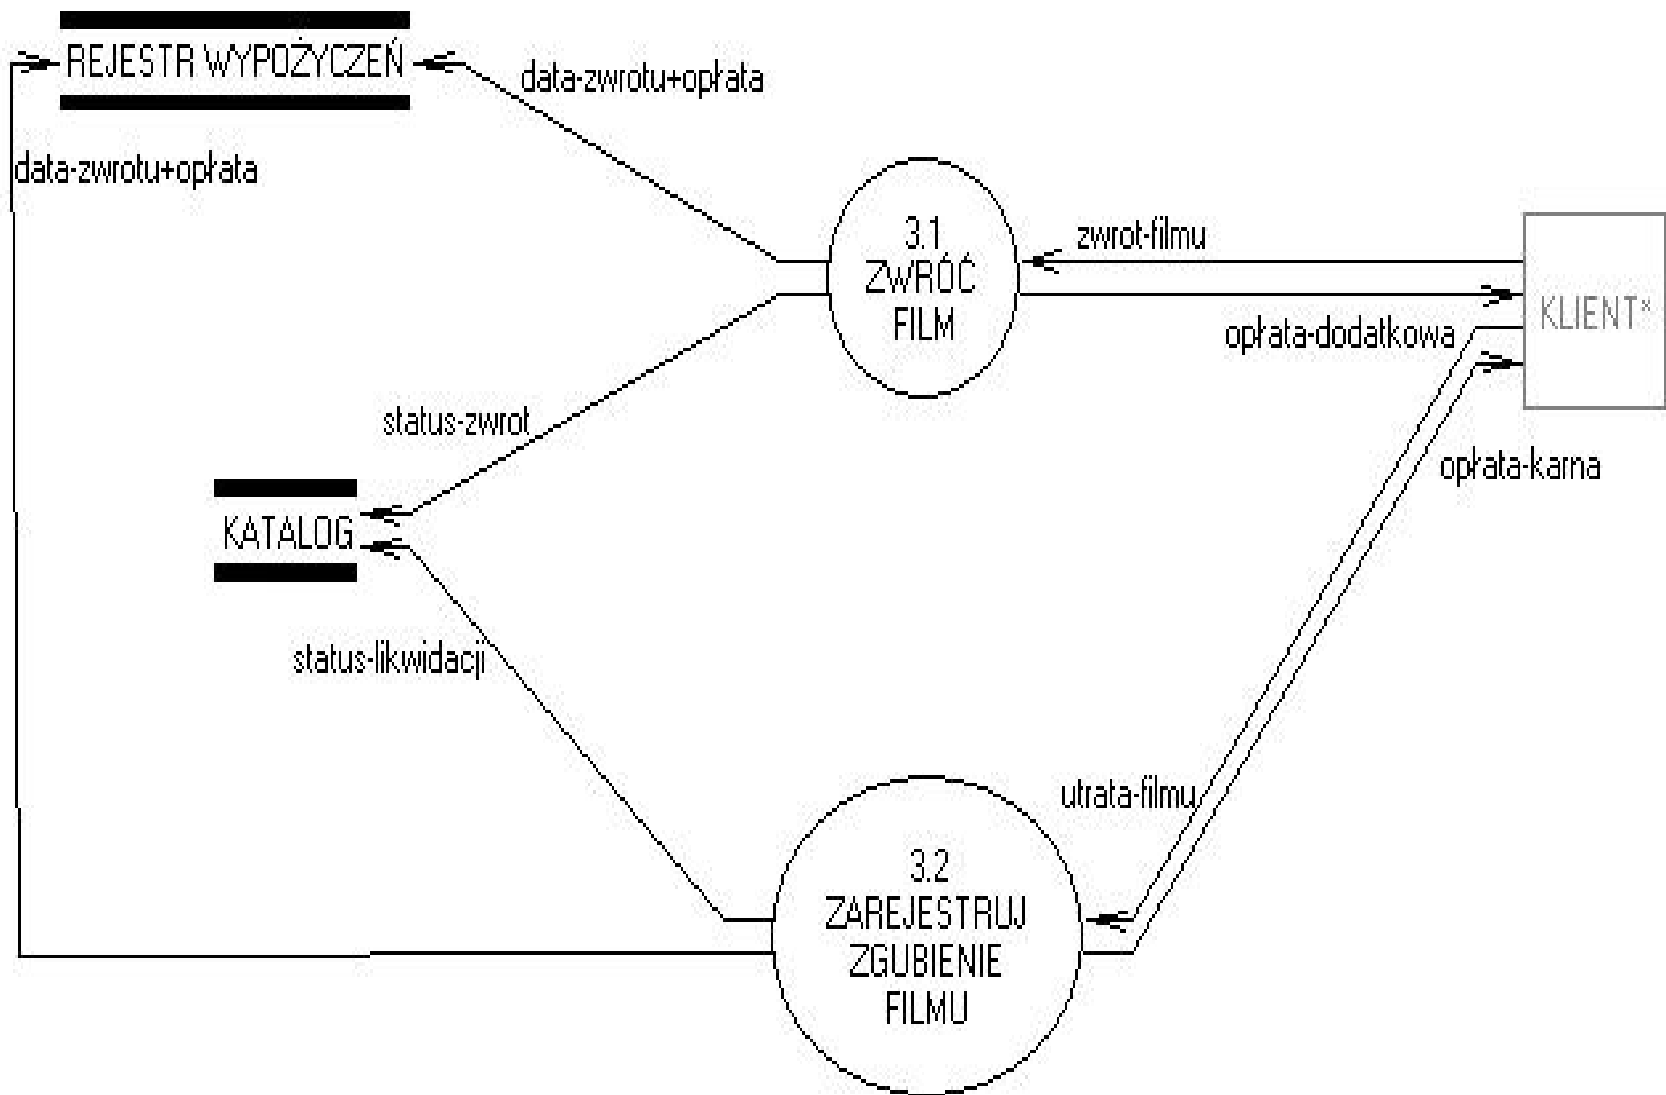 REJESTR WYPOŻYCZEŃ
data-zwrotu+opłata
data-zwrotu+opłata
3.1
ZWRÓĆ
FILM
zwrot-filmu
KLIENT*
opłata-dodatkowa
status-zwrot
opłata-karna
KATALOG
status-likwidacji
utrata-filmu
3.2
ZAREJESTRUJ
ZGUBIENIE
FILMU